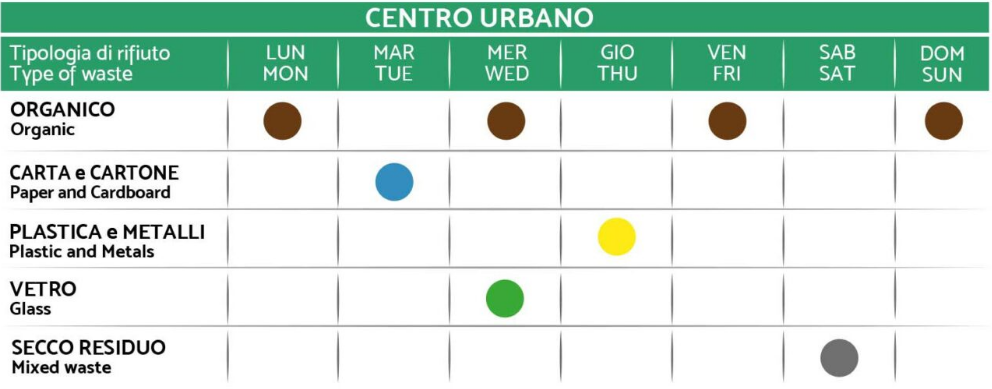 CENTRO URBANO
Tipologia di rifiuto LUN MAR MER GIO VEN SAB DOM
Type of waste MON TUE WED THU FRI SAT SUN
ORGANICO
Organic
CARTA e CARTONE
Paper and Cardboard
PLASTICA e METALLI
Plastic and Metals
VETRO
Glass
SECCO RESIDUO
Mixed waste